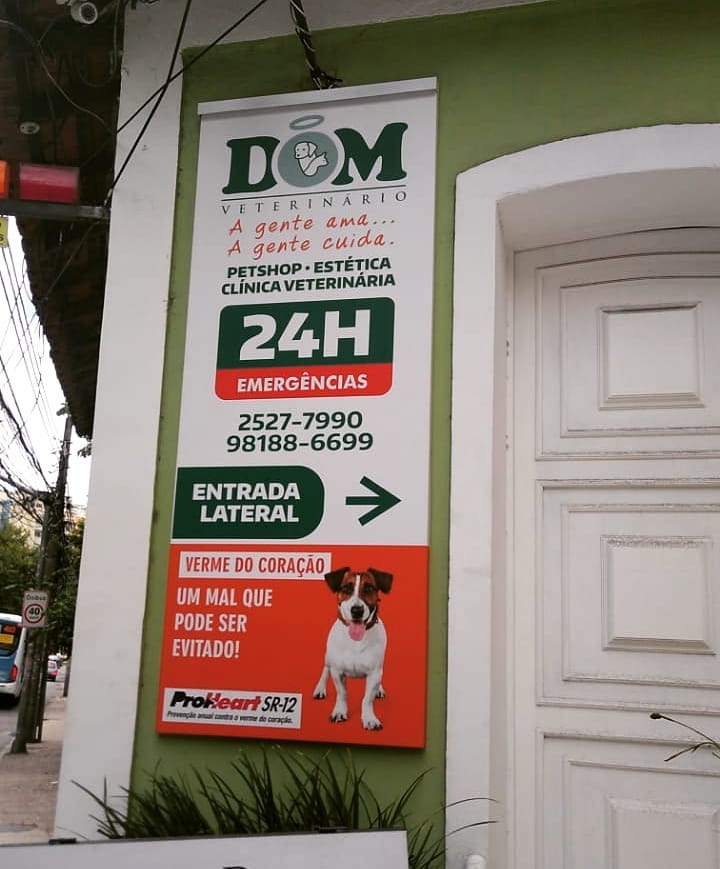 DOM
VETERINÁRIO
A gente ama...
A gente cuida.
PETSHOP • ESTÉTICA
CLÍNICA VETERINÁRIA
24H
EMERGÊNCIAS
2527-7990
98188-6699
ENTRADA
LATERAL
VERME DO CORAÇÃO
UM MAL QUE
PODE SER
EVITADO!
ProHeart SR-12
Prevenção anual contra o verme do coração.
Ônibus
40